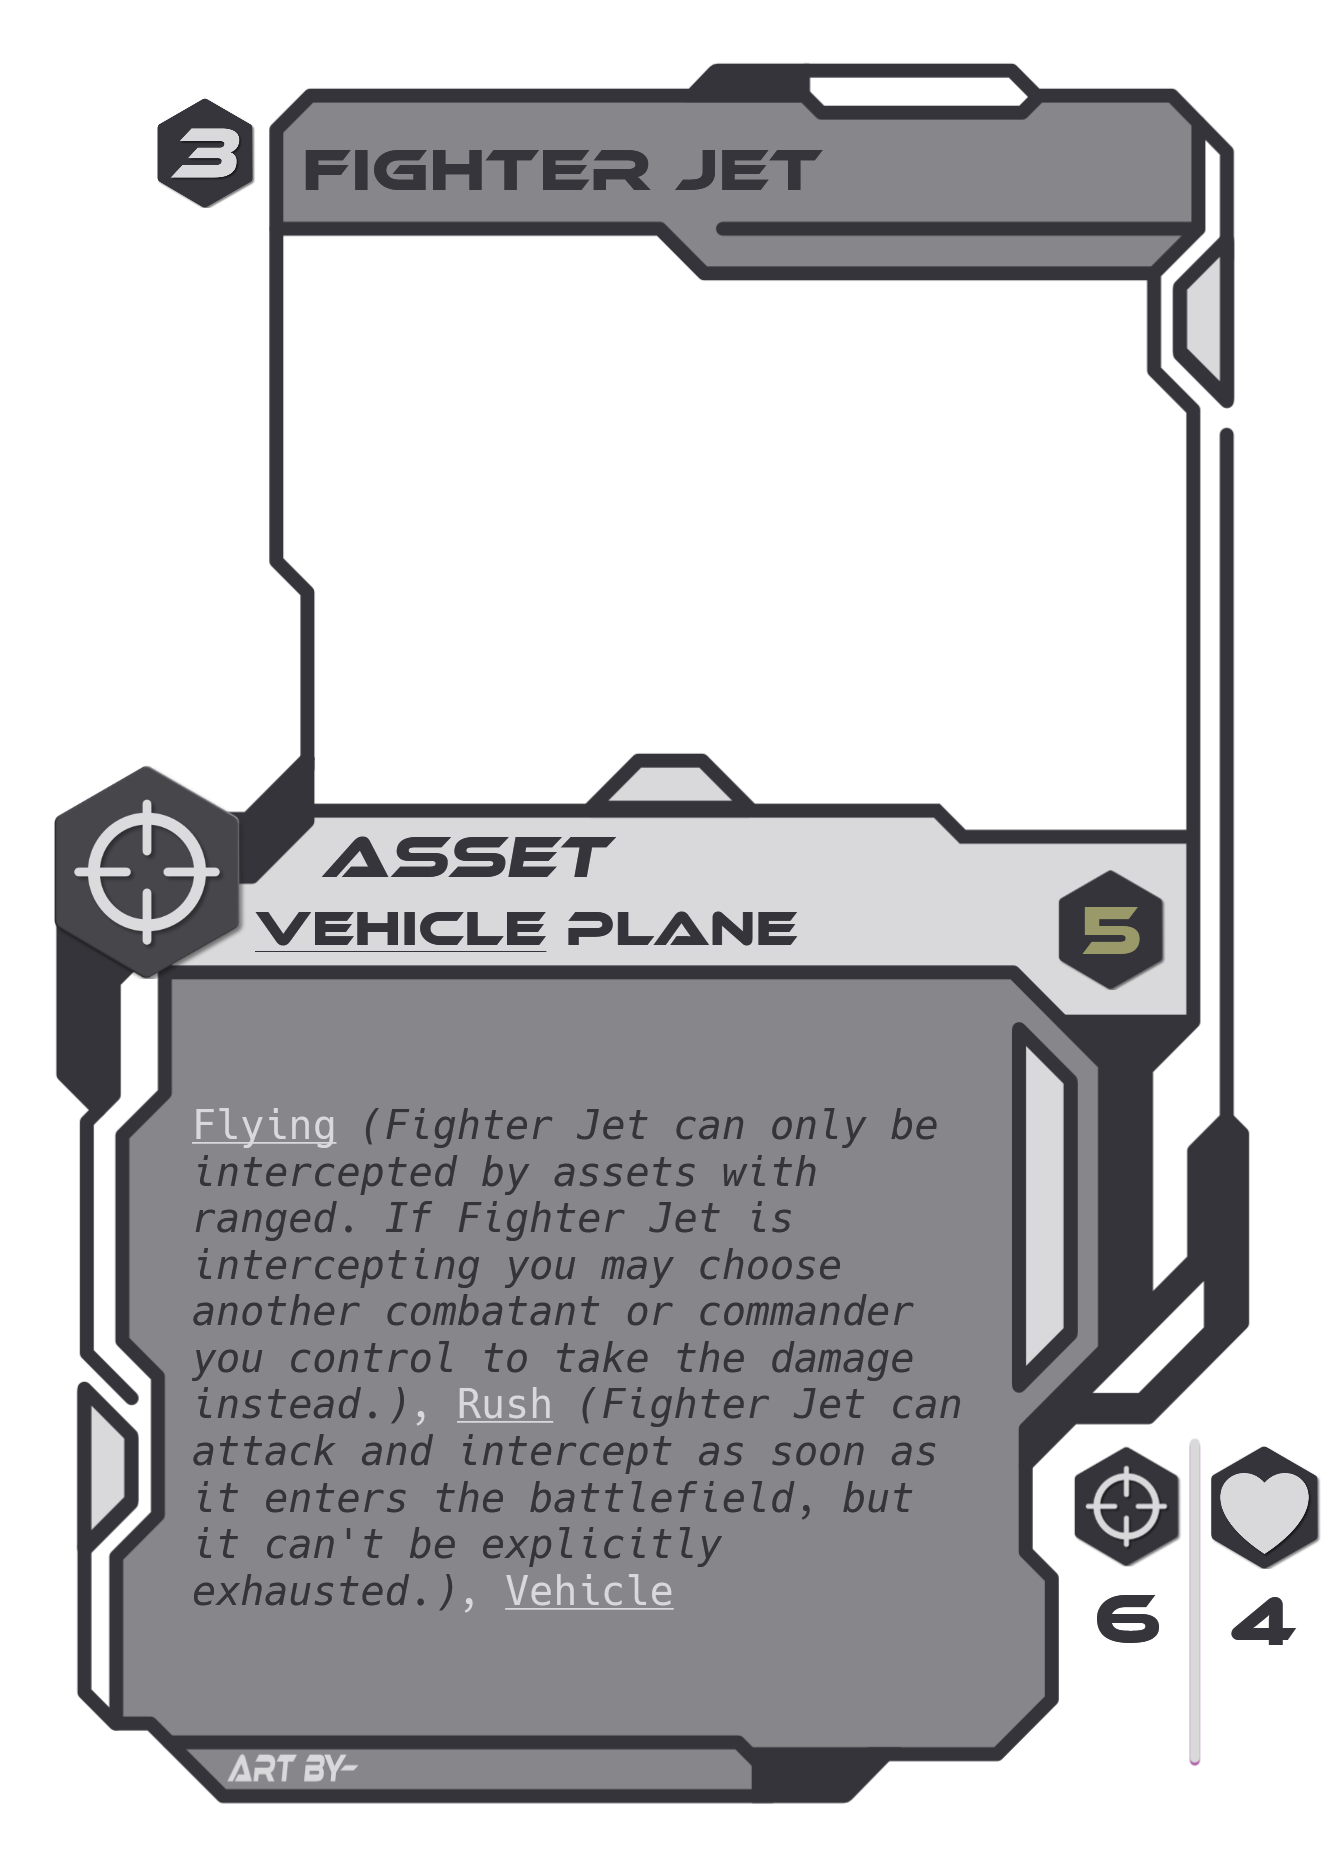 3
FIGHTER JET
ASSET
VEHICLE PLANE
5
Flying (Fighter Jet can only be
intercepted by assets with
ranged. If Fighter Jet is
intercepting you may choose
another combatant or commander
you control to take the damage
instead.), Rush (Fighter Jet can
attack and intercept as soon as
it enters the battlefield, but
it can't be explicitly
exhausted.), Vehicle
6 4
ART BY-